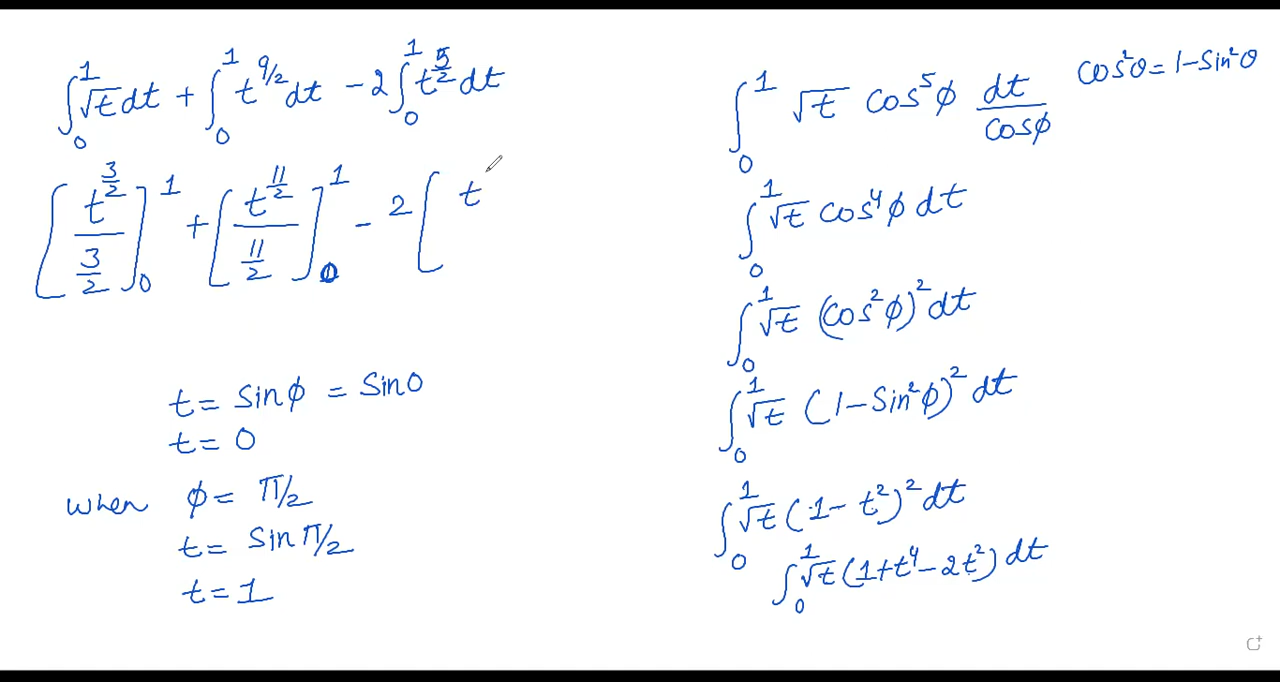 ∫₀¹ √t dt + ∫₀¹ t^(9/2) dt - 2 ∫₀¹ t^(5/2) dt
[ t^(3/2) / (3/2) ]₀¹ + [ t^(11/2) / (11/2) ]₀¹ - 2 [ t
t = Sinφ = Sin0
t = 0
when φ = π/2
t = Sin π/2
t = 1
∫₀¹ √t cos⁵φ dt/cosφ
cos²θ = 1-Sin²θ
∫₀¹ √t cos⁴φ dt
∫₀¹ √t (cos²φ)² dt
∫₀¹ √t (1-Sin²φ)² dt
∫₀¹ √t (1-t²)² dt
∫₀¹ √t (1+t⁴-2t²) dt